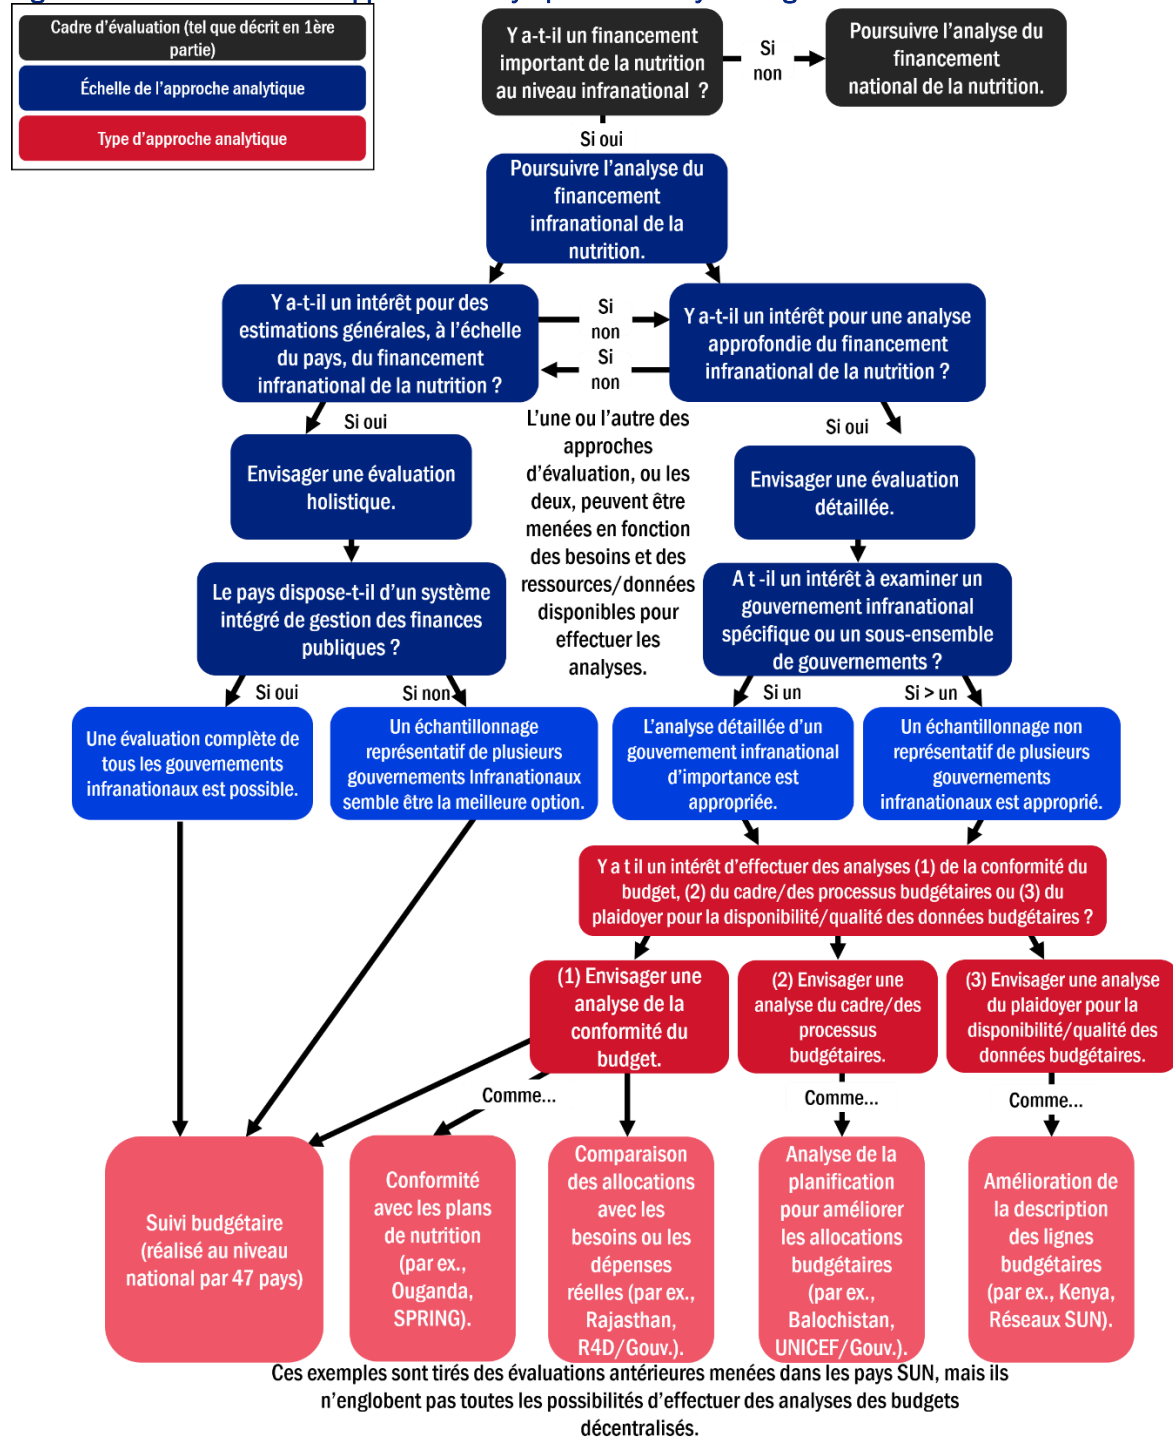 Cadre d'évaluation (tel que décrit en 1ère
partie)
Échelle de l'approche analytique
Type d'approche analytique
Y a-t-il un financement
important de la nutrition
au niveau infranational ?
Si
non
Poursuivre l'analyse du
financement
national de la nutrition.
Si oui
Poursuivre l'analyse du
financement
infranational de la
nutrition.
Y a-t-il un intérêt pour des
estimations générales, à l'échelle
du pays, du financement
infranational de la nutrition ?
Si
non
Si
non
Y a-t-il un intérêt pour une analyse
approfondie du financement
infranational de la nutrition ?
Si oui
L'une ou l'autre des
approches
d'évaluation, ou les
deux, peuvent être
menées en fonction
des besoins et des
ressources/données
disponibles pour
effectuer les
analyses.
Si oui
Envisager une évaluation
holistique.
Envisager une évaluation
détaillée.
Le pays dispose-t-il d'un système
intégré de gestion des finances
publiques ?
A t -il un intérêt à examiner un
gouvernement infranational
spécifique ou un sous-ensemble
de gouvernements ?
Si oui
Si non
Si un
Si > un
Une évaluation complète de
tous les gouvernements
infranationaux est possible.
Un échantillonnage
représentatif de plusieurs
gouvernements Infranationaux
semble être la meilleure option.
L'analyse détaillée d'un
gouvernement infranational
d'importance est
appropriée.
Un échantillonnage non
représentatif de plusieurs
gouvernements
infranationaux est approprié.
Y a t il un intérêt d'effectuer des analyses (1) de la conformité du
budget, (2) du cadre/des processus budgétaires ou (3) du
plaidoyer pour la disponibilité/qualité des données budgétaires ?
(1) Envisager une
analyse de la
conformité du
budget.
(2) Envisager une
analyse du cadre/des
processus
budgétaires.
(3) Envisager une analyse
du plaidoyer pour la
disponibilité/qualité des
données budgétaires.
Comme...
Comme...
Comme...
Suivi budgétaire
(réalisé au niveau
national par 47 pays)
Conformité
avec les plans
de nutrition
(par ex.,
Ouganda,
SPRING).
Comparaison
des allocations
avec les
besoins ou les
dépenses
réelles (par ex.,
Rajasthan,
R4D/Gouv.).
Analyse de la
planification
pour améliorer
les allocations
budgétaires
(par ex.,
Balochistan,
UNICEF/Gouv.).
Amélioration de
la description
des lignes
budgétaires
(par ex., Kenya,
Réseaux SUN).
Ces exemples sont tirés des évaluations antérieures menées dans les pays SUN, mais ils
n'englobent pas toutes les possibilités d'effectuer des analyses des budgets
décentralisés.